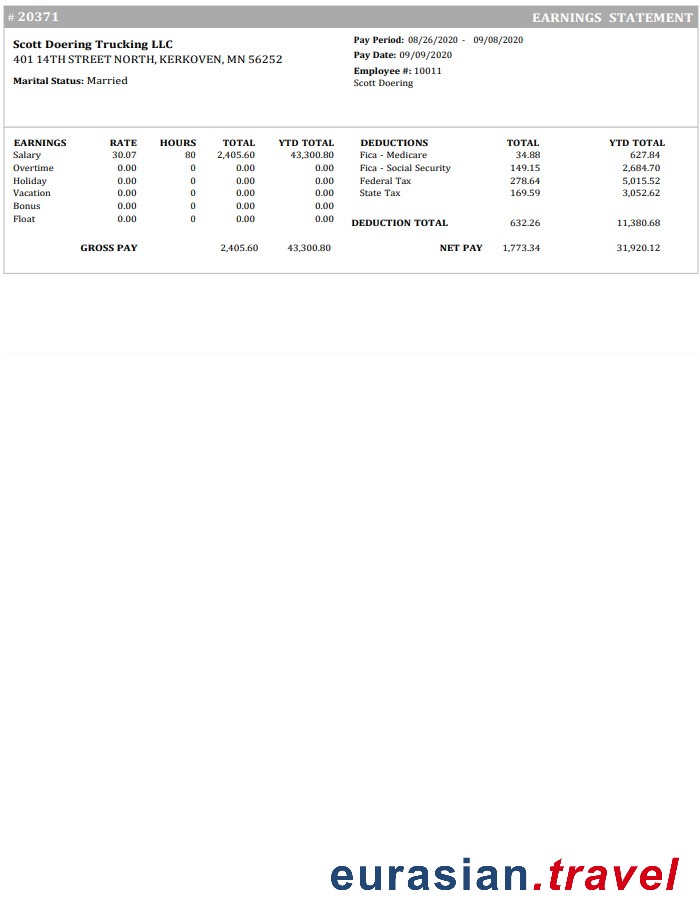 # 20371 EARNINGS STATEMENT
Scott Doering Trucking LLC
401 14TH STREET NORTH, KERKOVEN, MN 56252
Marital Status: Married
Pay Period: 08/26/2020 - 09/08/2020
Pay Date: 09/09/2020
Employee #: 10011
Scott Doering
EARNINGS RATE HOURS TOTAL YTD TOTAL
Salary 30.07 80 2,405.60 43,300.80
Overtime 0.00 0 0.00 0.00
Holiday 0.00 0 0.00 0.00
Vacation 0.00 0 0.00 0.00
Bonus 0.00 0 0.00 0.00
Float 0.00 0 0.00 0.00
GROSS PAY 2,405.60 43,300.80
DEDUCTIONS TOTAL YTD TOTAL
Fica - Medicare 34.88 627.84
Fica - Social Security 149.15 2,684.70
Federal Tax 278.64 5,015.52
State Tax 169.59 3,052.62
DEDUCTION TOTAL 632.26 11,380.68
NET PAY 1,773.34 31,920.12
eurasian.travel